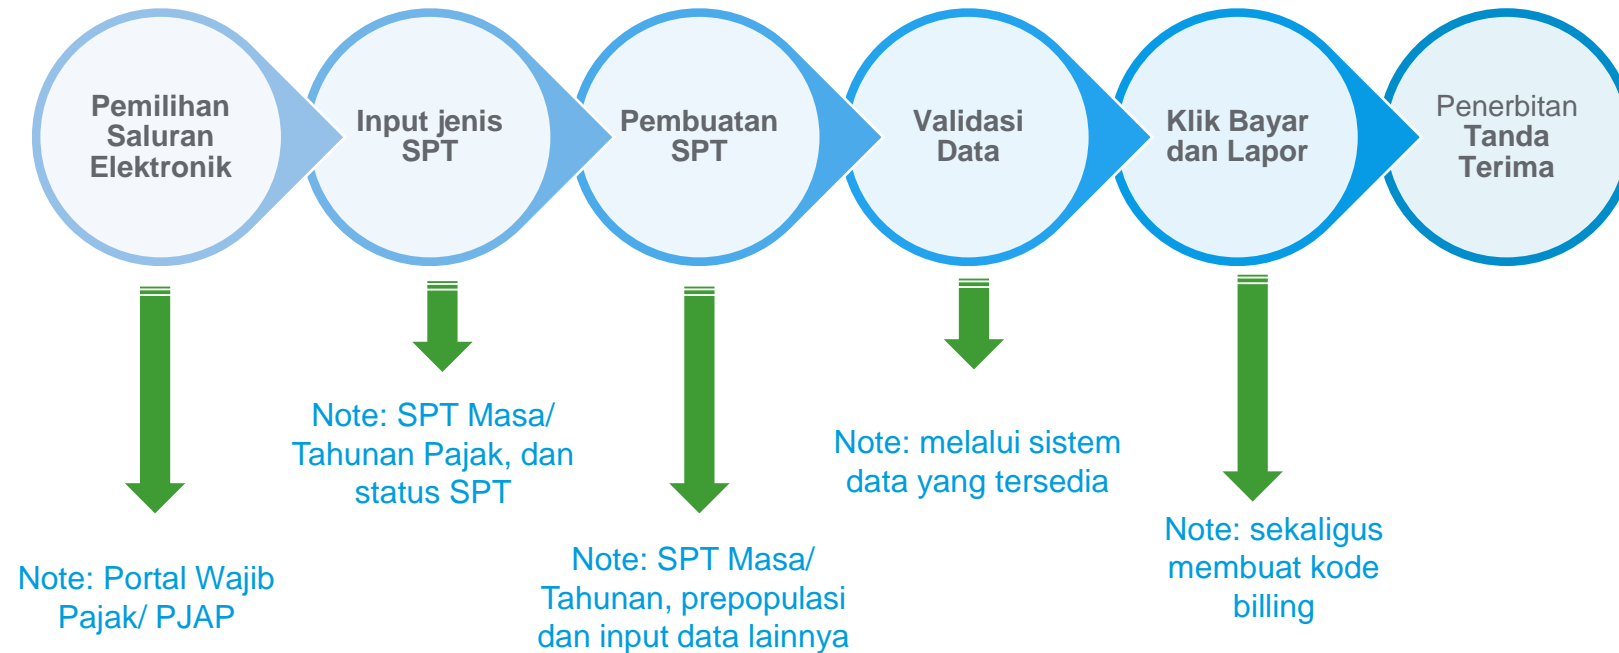 Pemilihan
Saluran
Elektronik
Input jenis
SPT
Pembuatan
SPT
Validasi
Data
Klik Bayar
dan Lapor
Penerbitan
Tanda
Terima
Note: Portal Wajib
Pajak/ PJAP
Note: SPT Masa/
Tahunan Pajak, dan
status SPT
Note: SPT Masa/
Tahunan, prepopulasi
dan input data lainnya
Note: melalui sistem
data yang tersedia
Note: sekaligus
membuat kode
billing